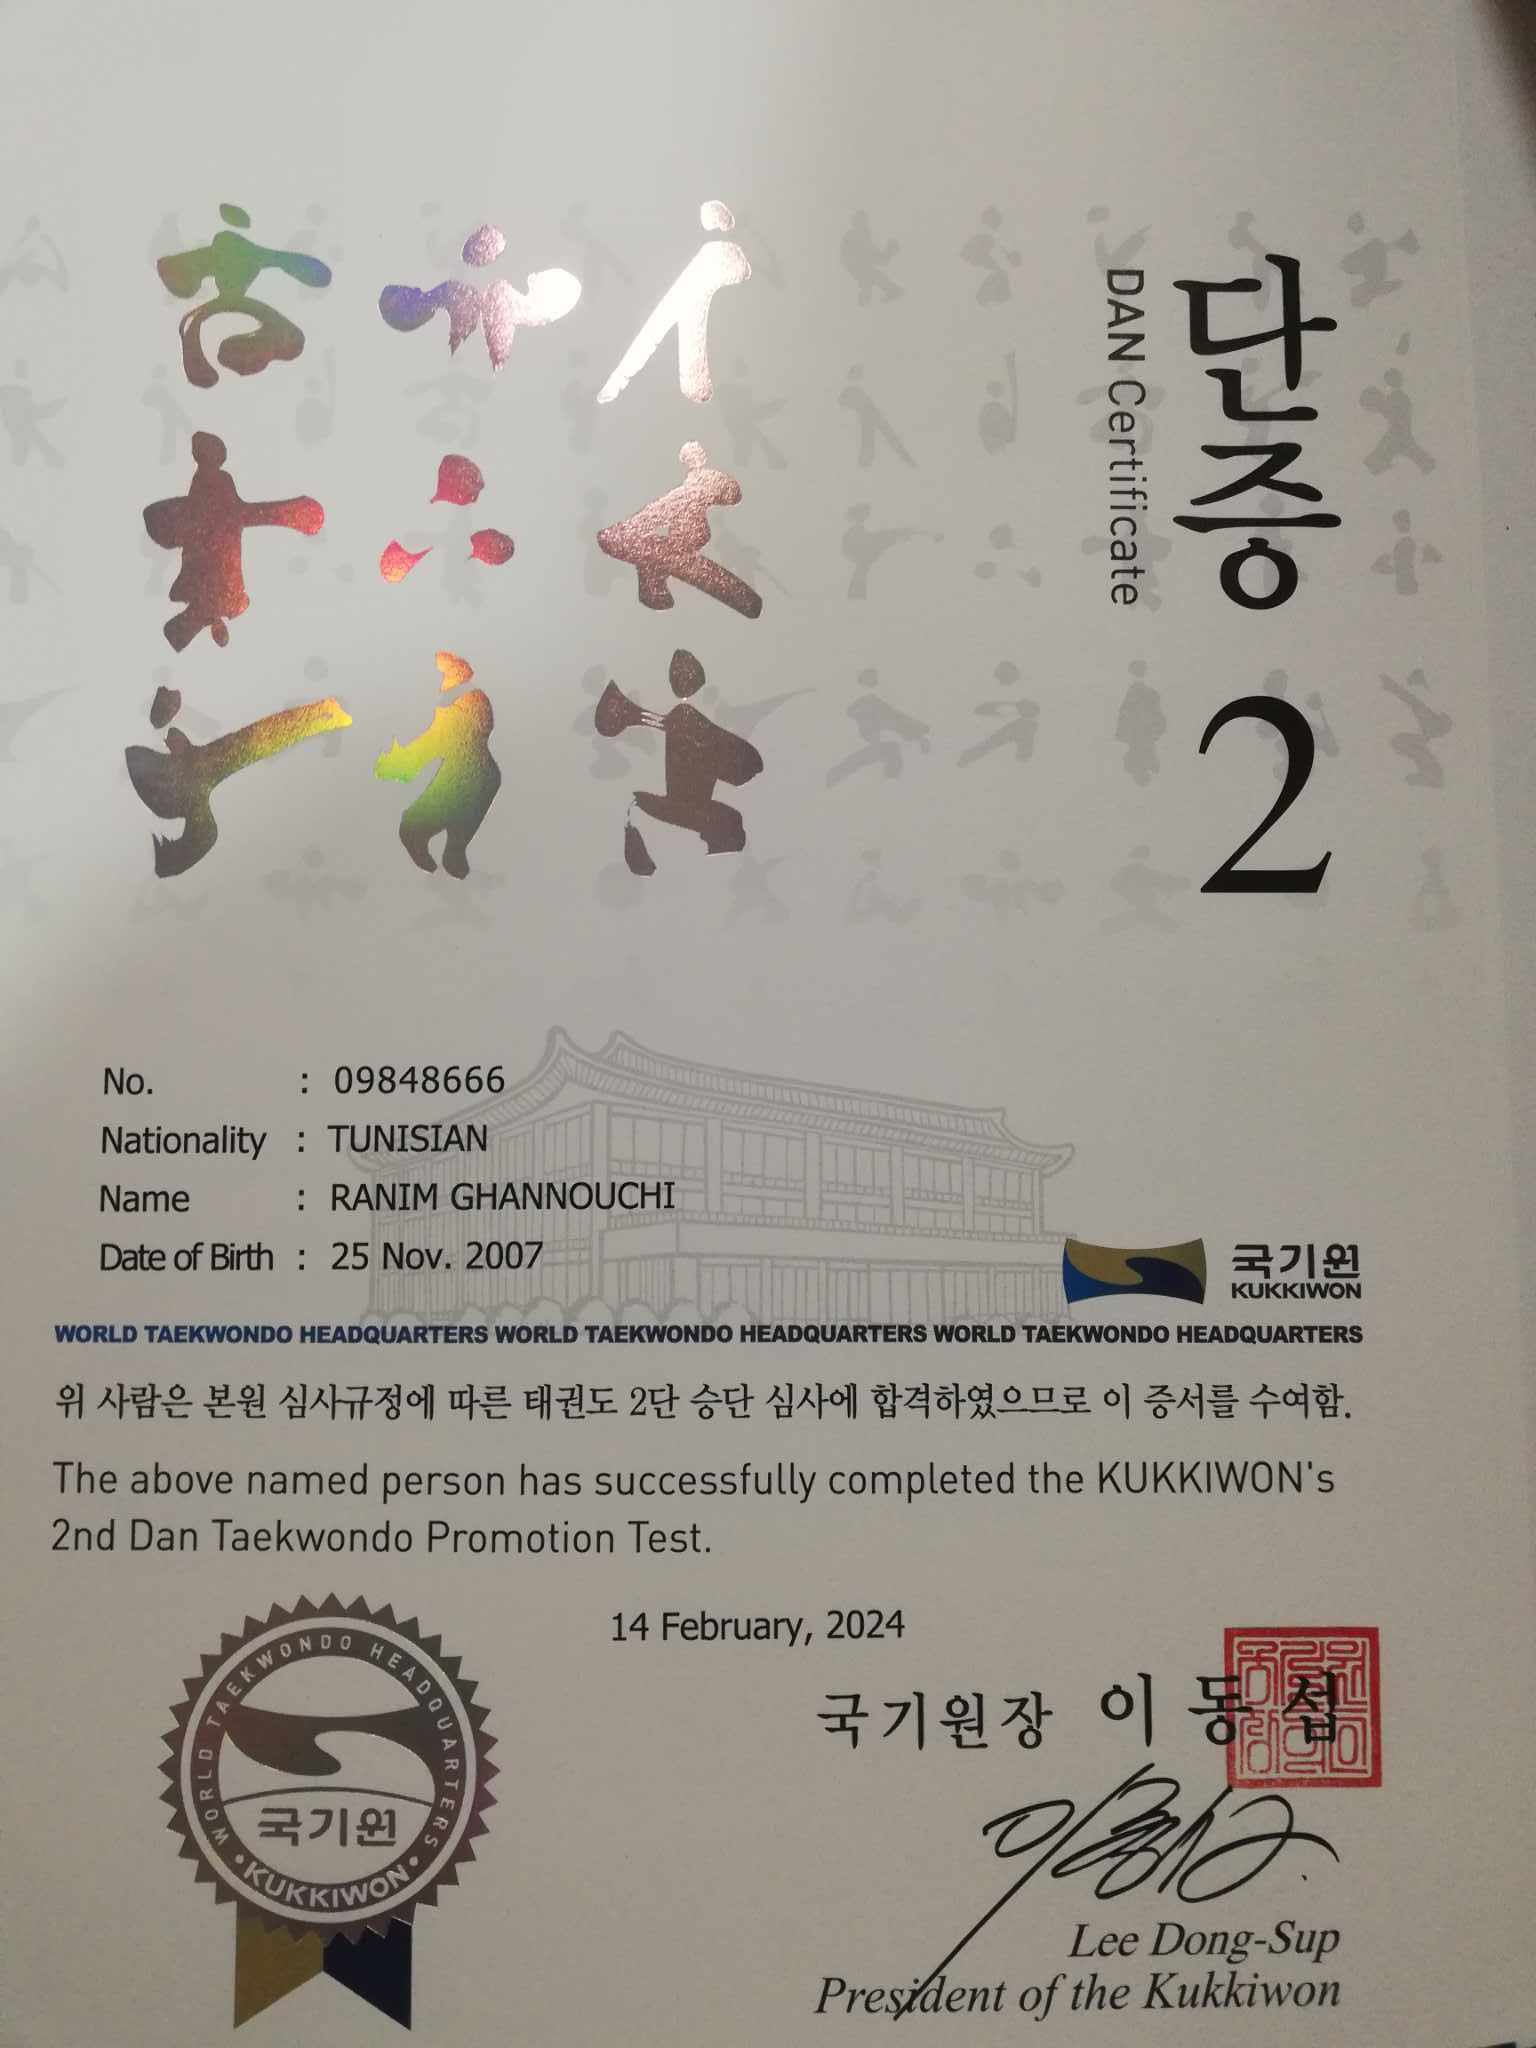 단증 2
DAN Certificate
No. : 09848666
Nationality : TUNISIAN
Name : RANIM GHANNOUCHI
Date of Birth : 25 Nov. 2007
국기원
KUKKIWON
WORLD TAEKWONDO HEADQUARTERS WORLD TAEKWONDO HEADQUARTERS WORLD TAEKWONDO HEADQUARTERS
위 사람은 본원 심사규정에 따른 태권도 2단 승단 심사에 합격하였으므로 이 증서를 수여함.
The above named person has successfully completed the KUKKIWON's
2nd Dan Taekwondo Promotion Test.
14 February, 2024
국기원장 이동섭
Lee Dong-Sup
President of the Kukkiwon
WORLD TAEKWONDO HEADQUARTERS
국기원
•KUKKIWON•